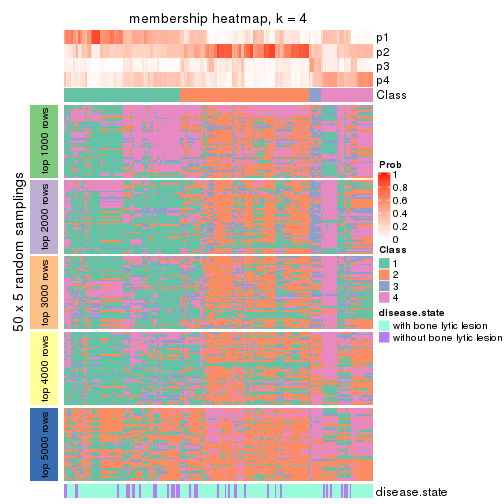 membership heatmap, k = 4
p1
p2
p3
p4
Class
50 x 5 random samplings
top 1000 rows
top 2000 rows
top 3000 rows
top 4000 rows
top 5000 rows
disease.state
Prob
1
0.8
0.6
0.4
0.2
0
Class
1
2
3
4
disease.state
with bone lytic lesion
without bone lytic lesion